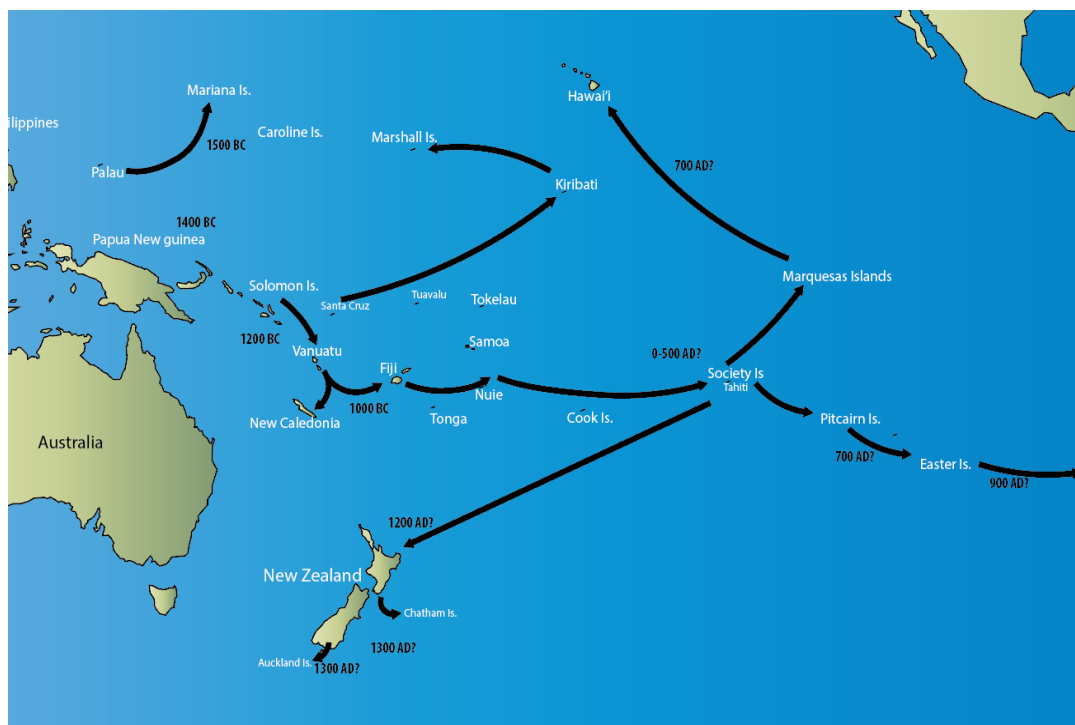 Mariana Is.
Hawai'i
ilippines
Caroline Is.
1500 BC
Marshall Is.
Palau
700 AD?
Kiribati
1400 BC
Papua New guinea
Marquesas Islands
Solomon Is.
Santa Cruz
Tuavalu
Tokelau
1200 BC
Samoa
Vanuatu
0-500 AD?
Fiji
Society Is
Tahiti
Nuie
1000 BC
New Caledonia
Tonga
Cook Is.
Pitcairn Is.
Australia
700 AD?
Easter Is.
900 AD?
1200 AD?
New Zealand
Chatham Is.
1300 AD?
Auckland Is.
1300 AD?